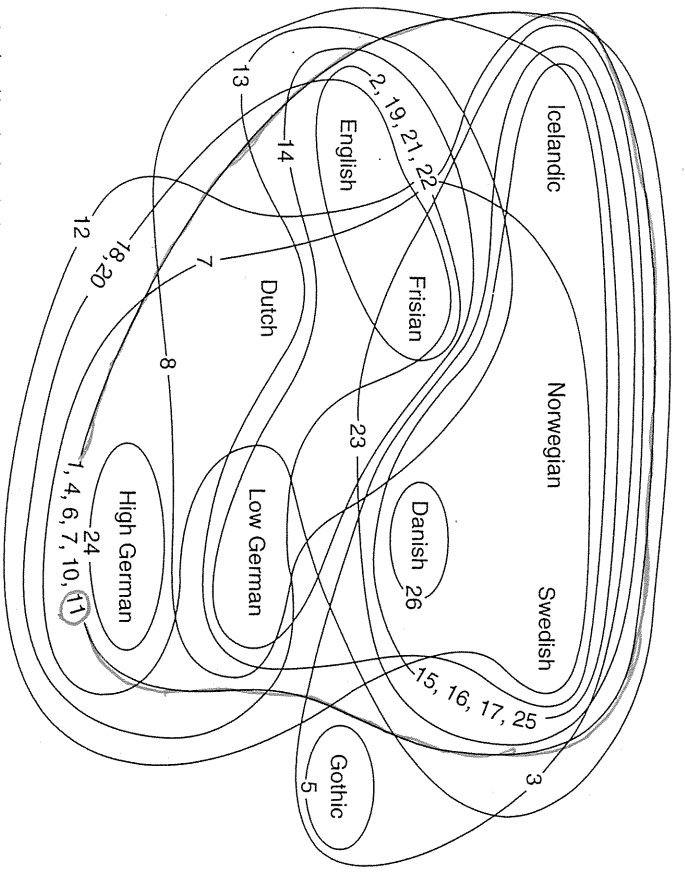 Icelandic
Norwegian
Swedish
2, 19, 21, 22
English
Frisian
Danish
26
15, 16, 17, 25
3
13
14
23
Dutch
Low German
Gothic
5
7
8
12
18,20
High German
24
1, 4, 6, 7, 10, 11